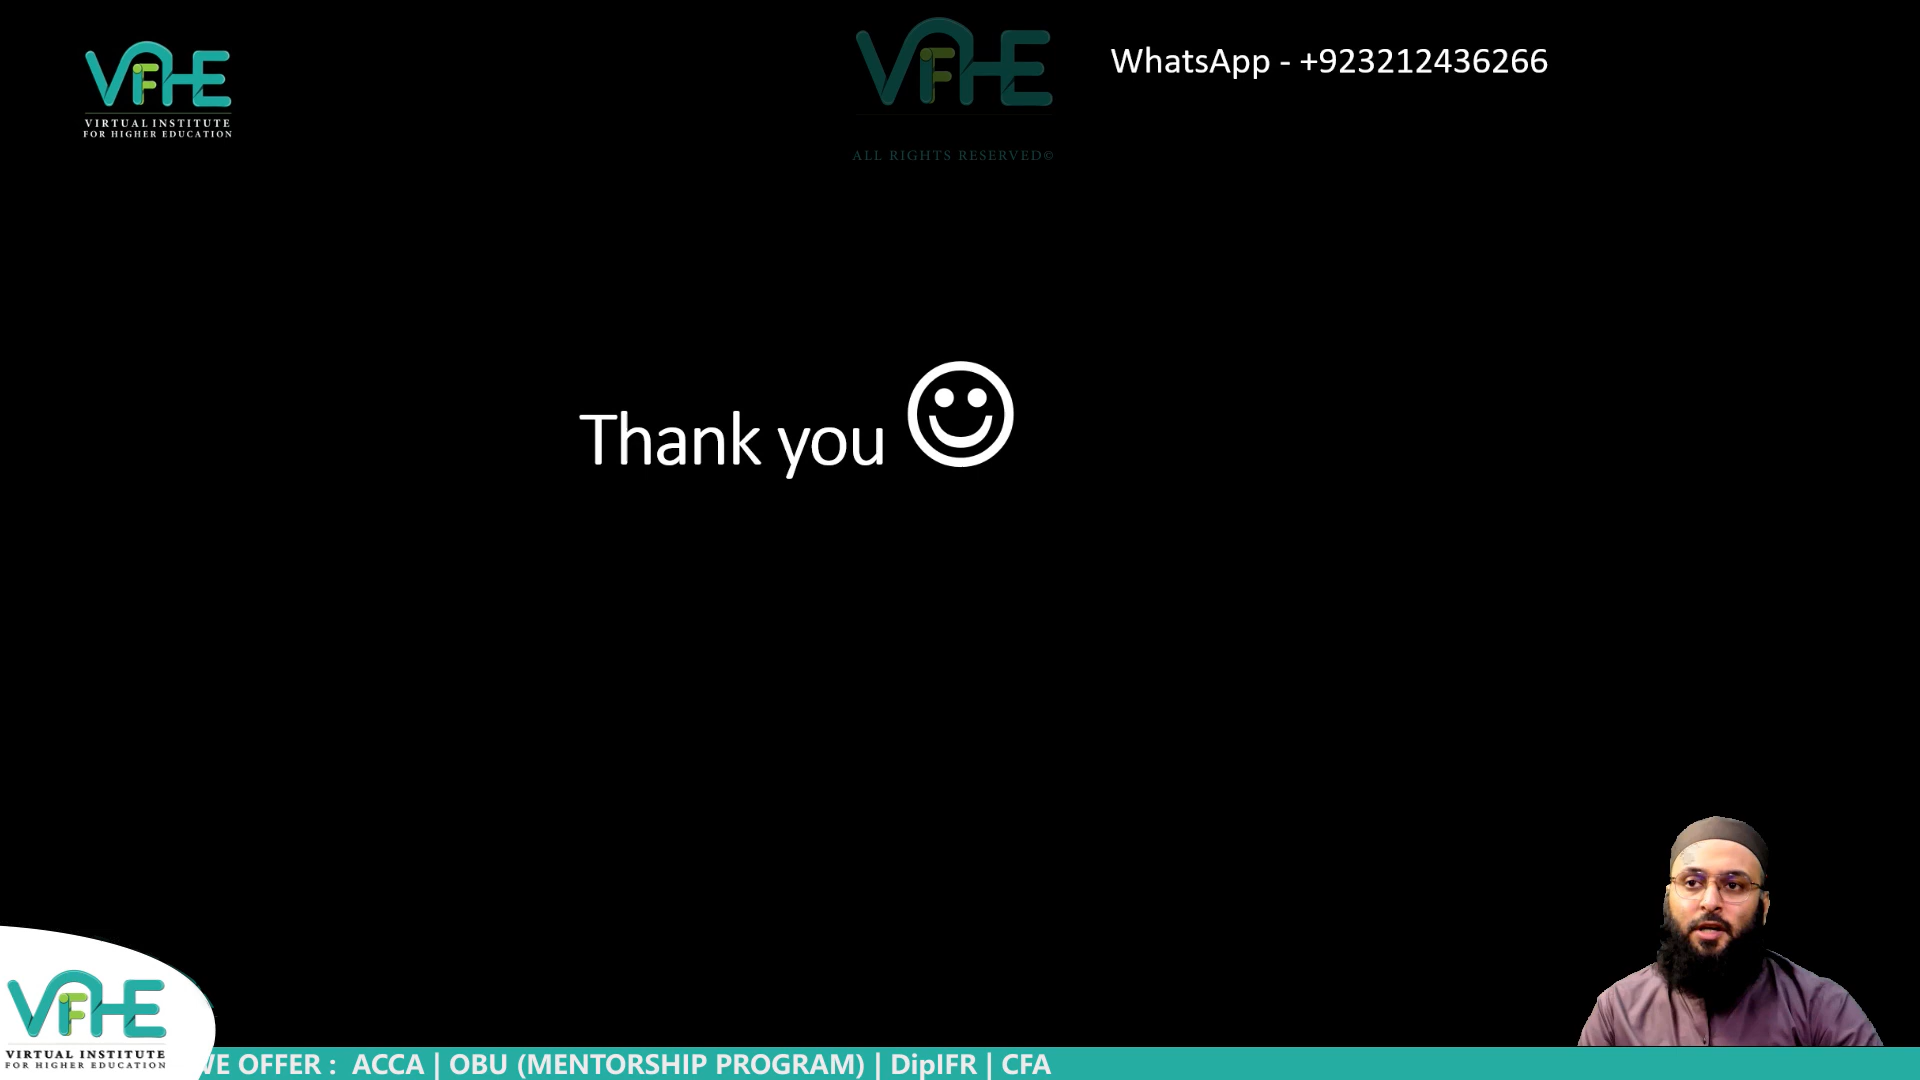 VIFHE
VIRTUAL INSTITUTE
FOR HIGHER EDUCATION
VIFHE
ALL RIGHTS RESERVED©
WhatsApp - +923212436266
Thank you
VIFHE
VIRTUAL INSTITUTE
FOR HIGHER EDUCATION
WE OFFER : ACCA | OBU (MENTORSHIP PROGRAM) | DipIFR | CFA